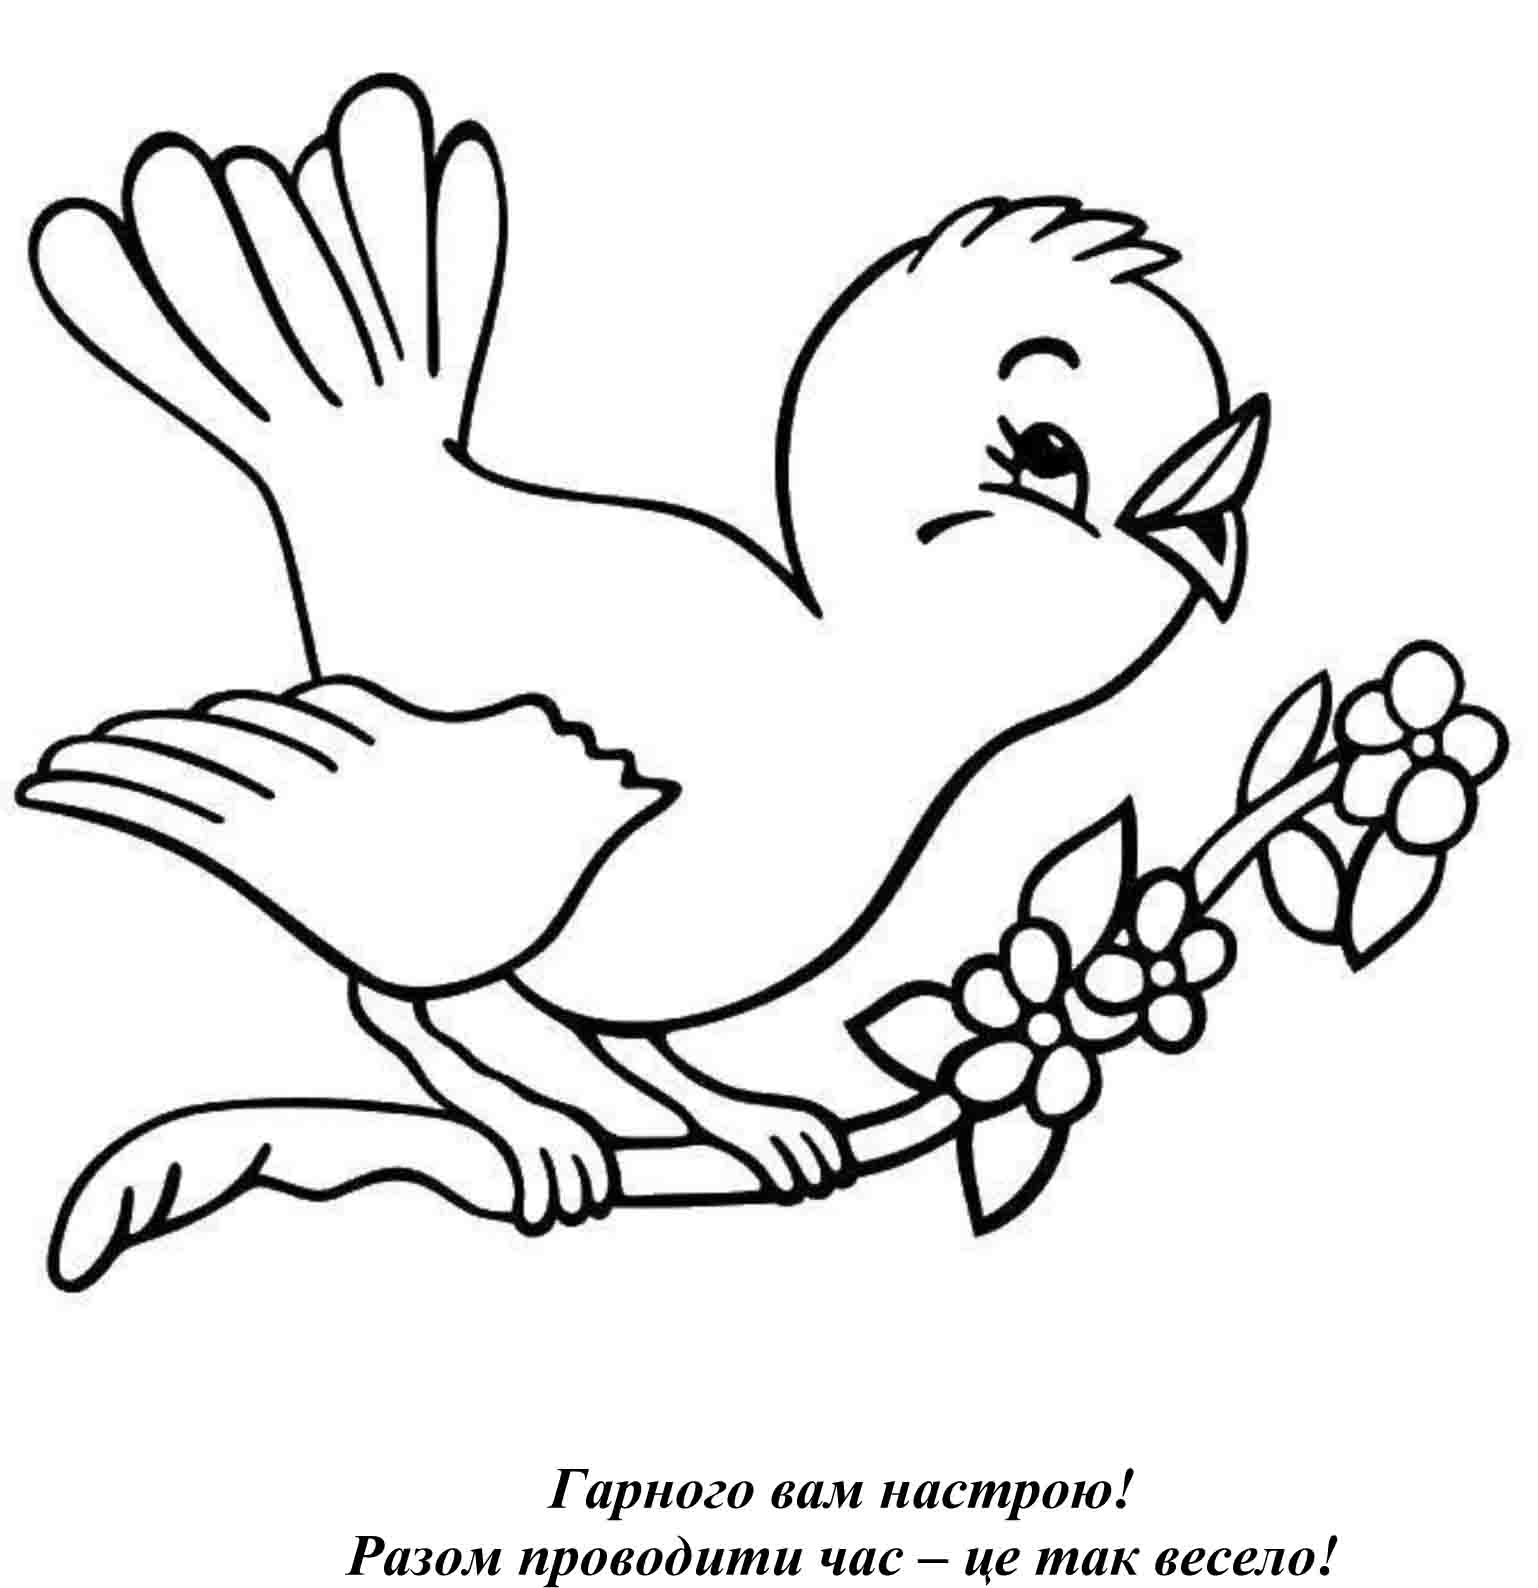 Гарного вам настрою!
Разом проводити час – це так весело!